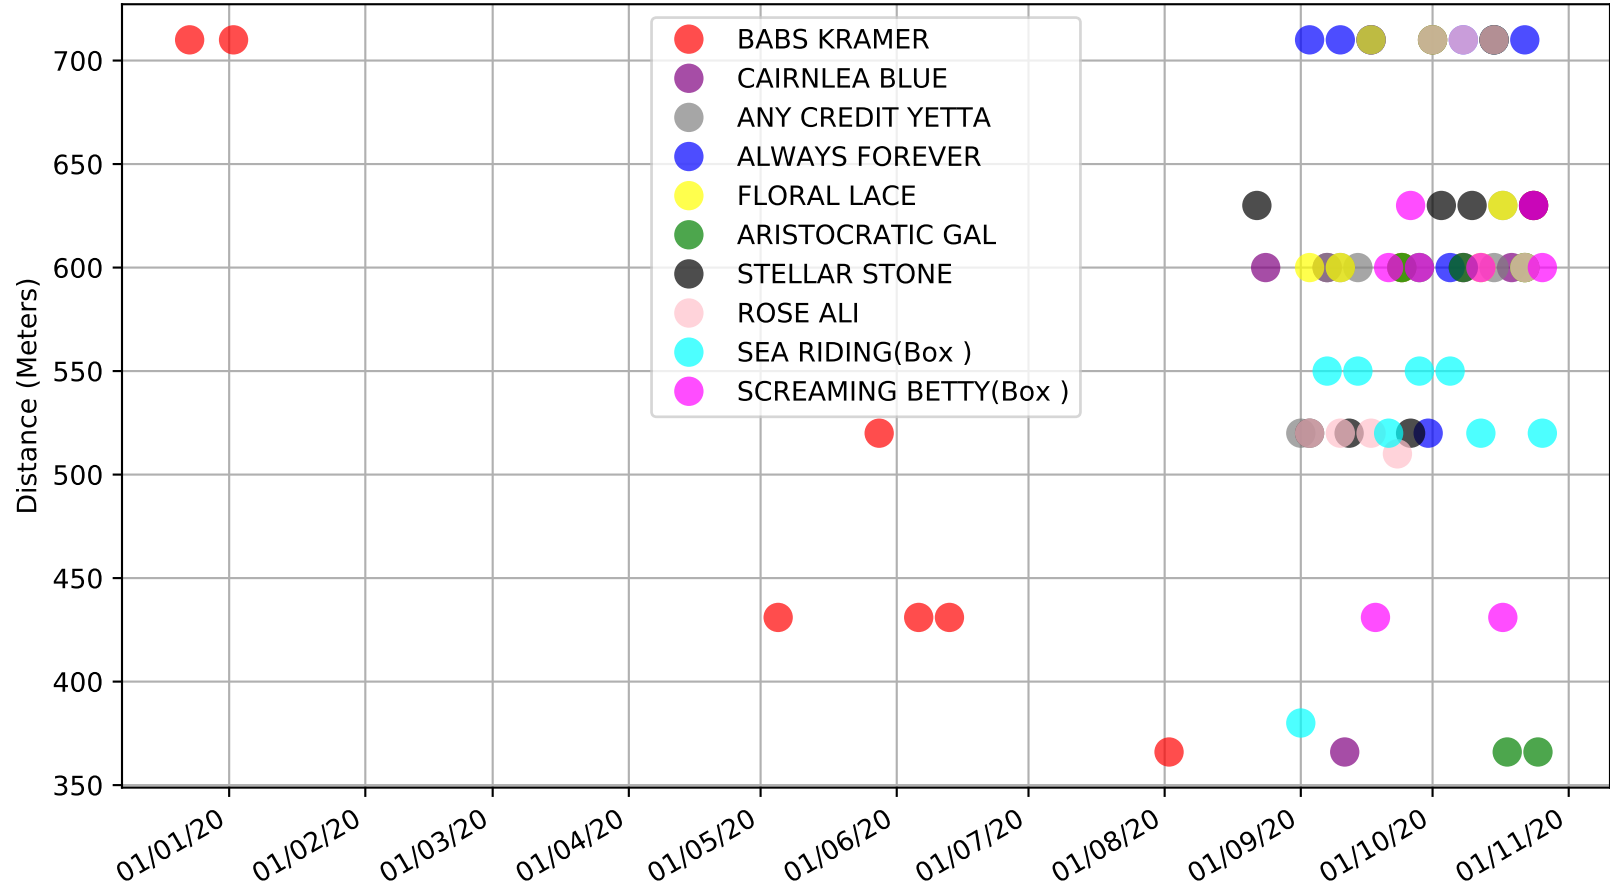 BABS KRAMER
CAIRNLEA BLUE
ANY CREDIT YETTA
ALWAYS FOREVER
FLORAL LACE
ARISTOCRATIC GAL
STELLAR STONE
ROSE ALI
SEA RIDING(Box )
SCREAMING BETTY(Box )
Distance (Meters)
700
650
600
550
500
450
400
350
01/01/20
01/02/20
01/03/20
01/04/20
01/05/20
01/06/20
01/07/20
01/08/20
01/09/20
01/10/20
01/11/20